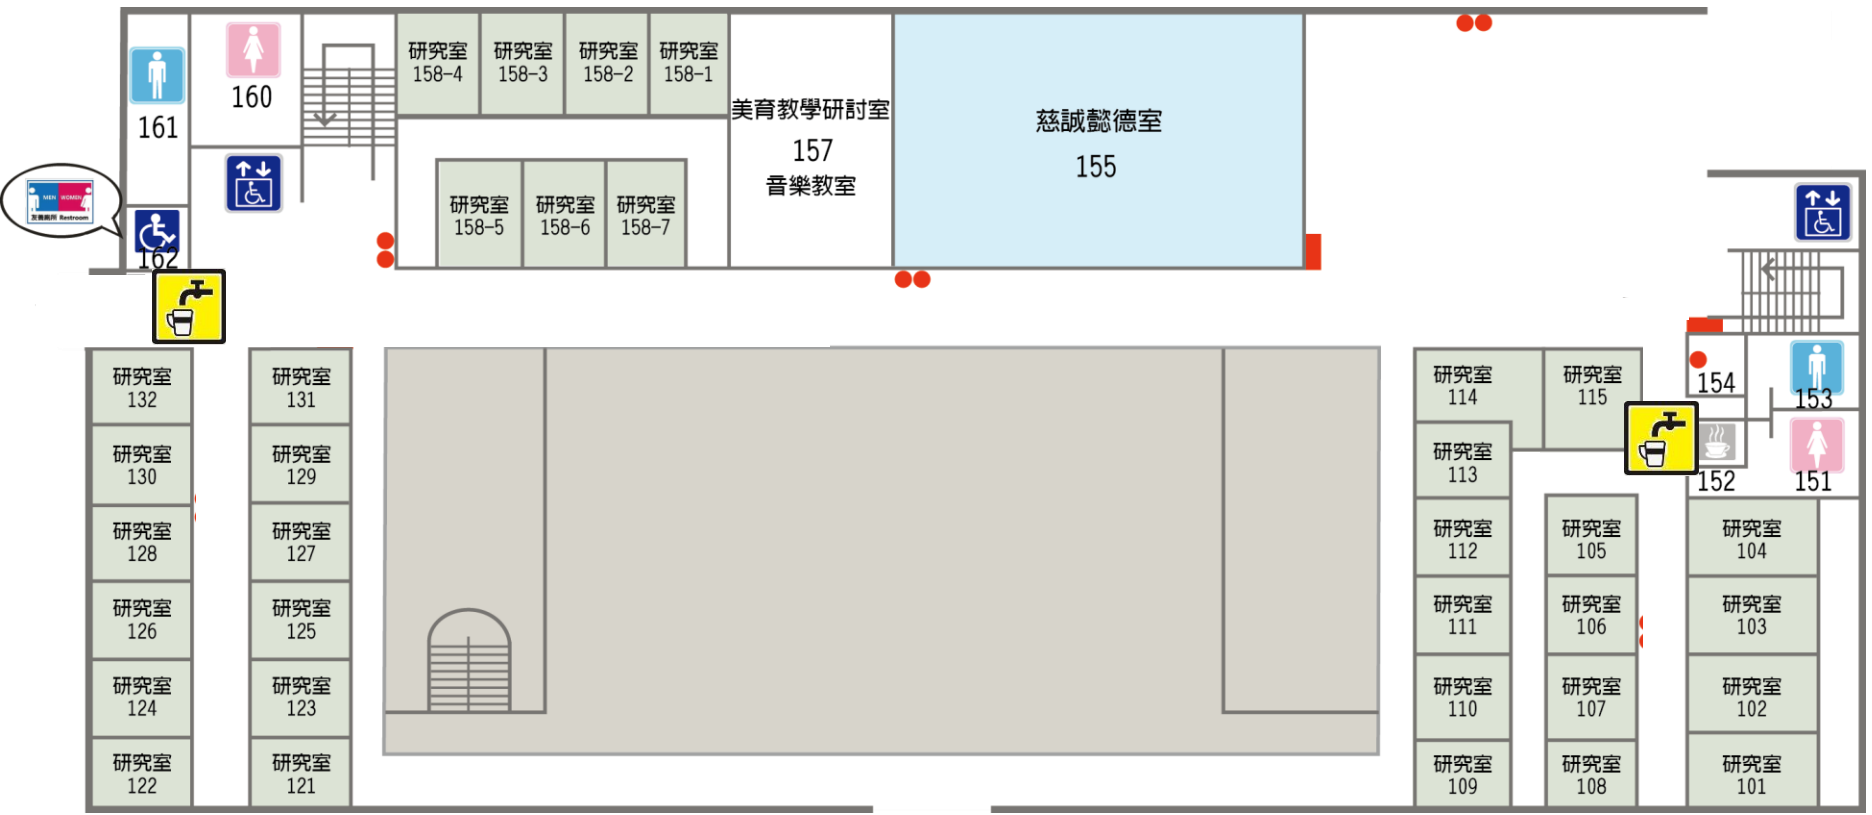 161
160
研究室
158-4
研究室
158-3
研究室
158-2
研究室
158-1
美育教學研討室
157
音樂教室
慈誠懿德室
155
研究室
158-5
研究室
158-6
研究室
158-7
MEN WOMEN
友善廁所 Restroom
162
研究室
132
研究室
131
研究室
130
研究室
129
研究室
128
研究室
127
研究室
126
研究室
125
研究室
124
研究室
123
研究室
122
研究室
121
研究室
114
研究室
115
研究室
113
研究室
112
研究室
111
研究室
110
研究室
109
研究室
105
研究室
106
研究室
107
研究室
108
154
153
152
151
研究室
104
研究室
103
研究室
102
研究室
101